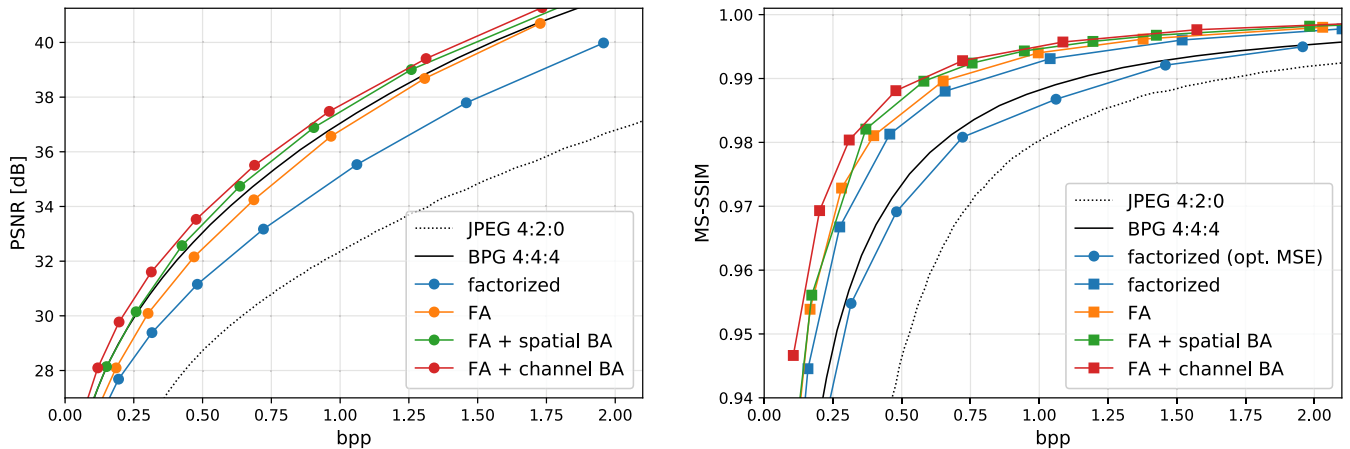 PSNR [dB]
40
38
36
34
32
30
28
0.00 0.25 0.50 0.75 1.00 1.25 1.50 1.75 2.00
bpp
JPEG 4:2:0
BPG 4:4:4
factorized
FA
FA + spatial BA
FA + channel BA
MS-SSIM
1.00
0.99
0.98
0.97
0.96
0.95
0.94
0.00 0.25 0.50 0.75 1.00 1.25 1.50 1.75 2.00
bpp
JPEG 4:2:0
BPG 4:4:4
factorized (opt. MSE)
factorized
FA
FA + spatial BA
FA + channel BA